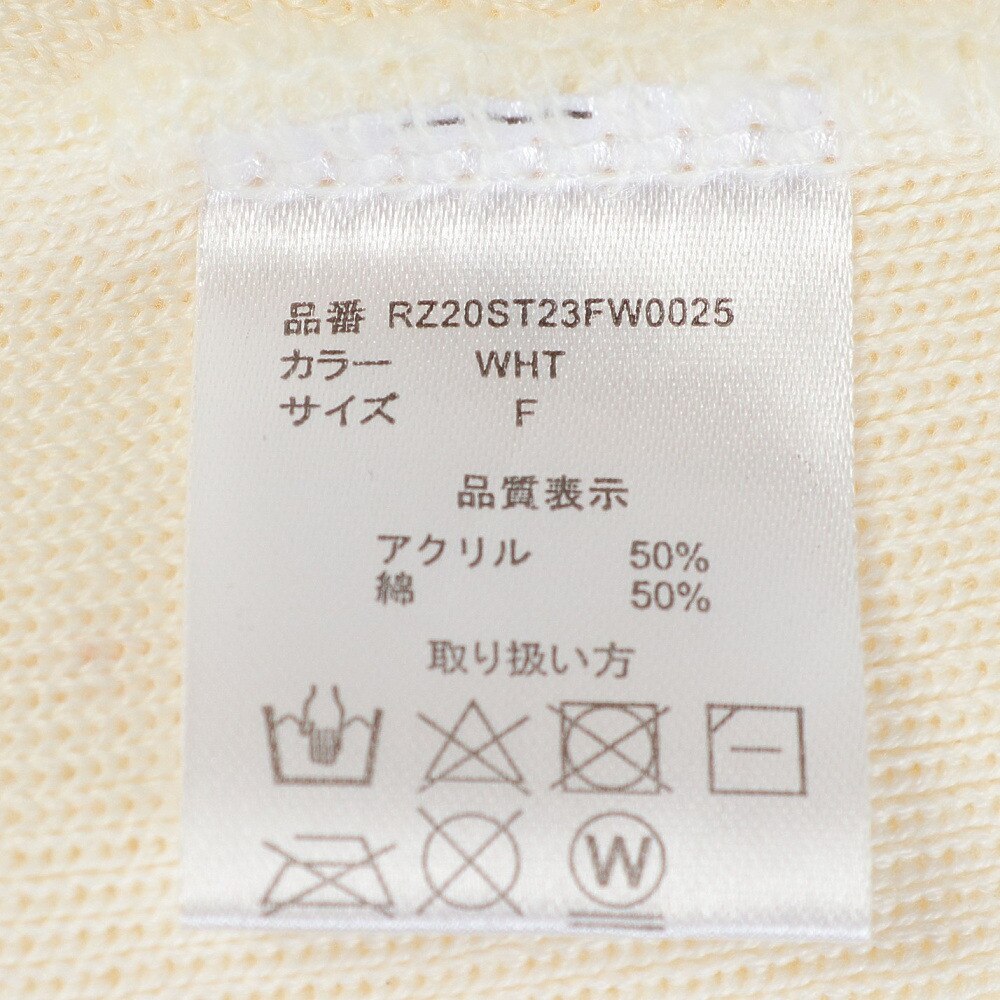 品番 RZ20ST23FW0025
カラー WHT
サイズ F
品質表示
アクリル 50%
綿 50%
取り扱い方
W